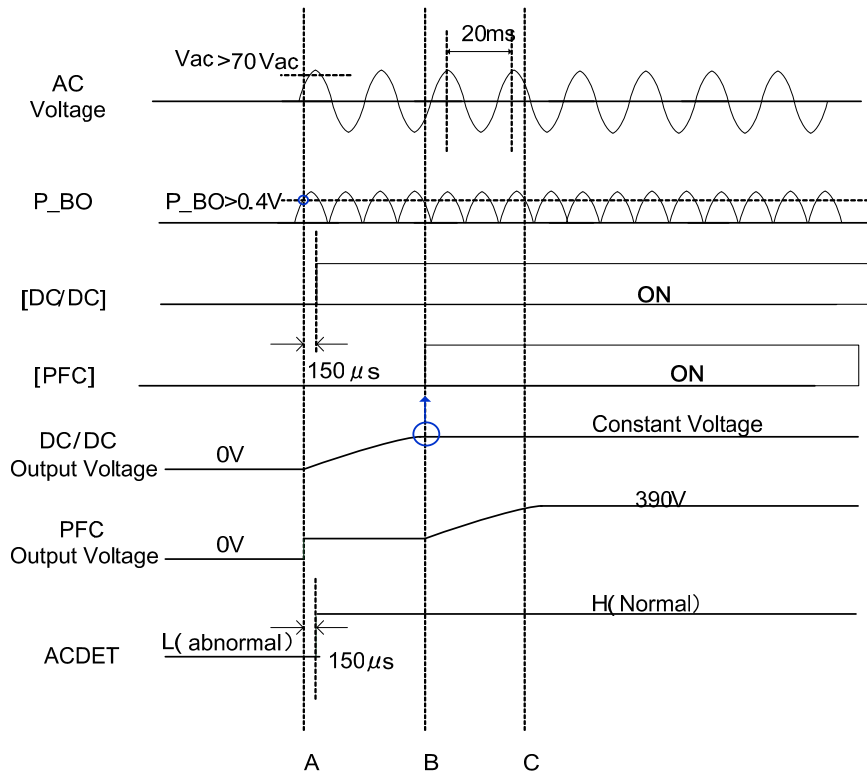 20ms
Vac>70Vac
AC
Voltage
P_BO
P_BO>0.4V
[DC/DC]
ON
150μs
[PFC]
ON
DC/DC
Output Voltage
0V
Constant Voltage
390V
PFC
Output Voltage
0V
H(Normal)
L(abnormal)
ACDET
150μs
A
B
C